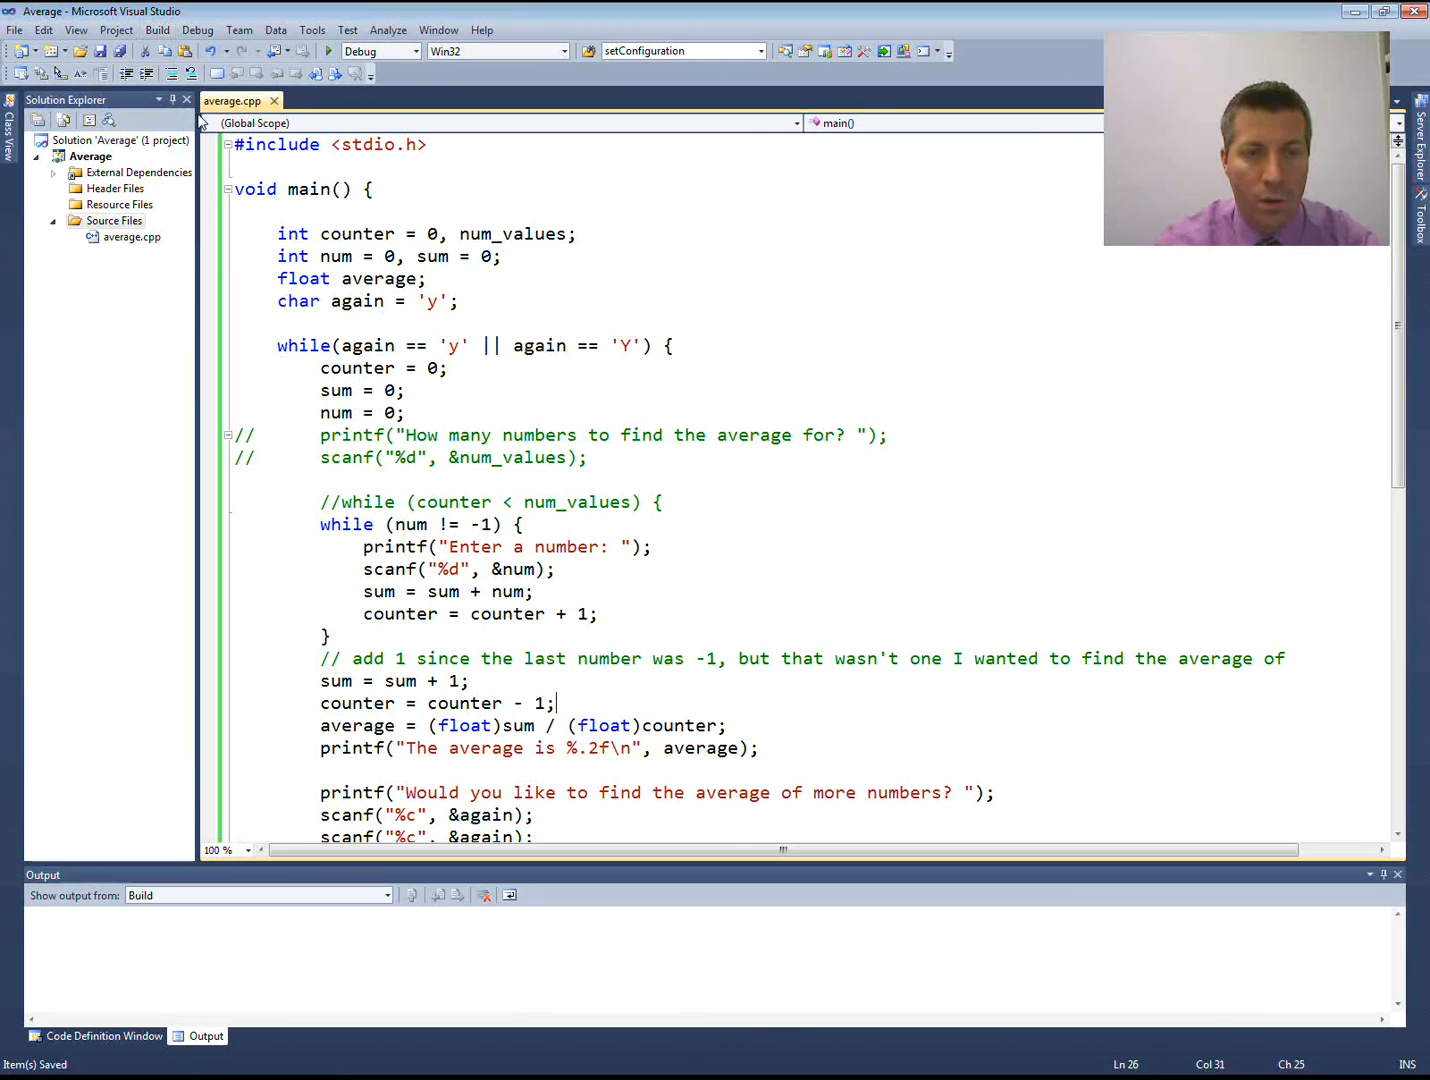 Average - Microsoft Visual Studio
File Edit View Project Build Debug Team Data Tools Test Analyze Window Help
Debug Win32 setConfiguration
Solution Explorer
average.cpp
(Global Scope) main()
Class View
Server Explorer
Toolbox
Solution 'Average' (1 project)
Average
External Dependencies
Header Files
Resource Files
Source Files
average.cpp
#include <stdio.h>
void main() {
int counter = 0, num_values;
int num = 0, sum = 0;
float average;
char again = 'y';
while(again == 'y' || again == 'Y') {
counter = 0;
sum = 0;
num = 0;
// printf("How many numbers to find the average for? ");
// scanf("%d", &num_values);
//while (counter < num_values) {
while (num != -1) {
printf("Enter a number: ");
scanf("%d", &num);
sum = sum + num;
counter = counter + 1;
}
// add 1 since the last number was -1, but that wasn't one I wanted to find the average of
sum = sum + 1;
counter = counter - 1;
average = (float)sum / (float)counter;
printf("The average is %.2f\n", average);
printf("Would you like to find the average of more numbers? ");
scanf("%c", &again);
scanf("%c", &again);
100 %
Output
Show output from: Build
Code Definition Window Output
Item(s) Saved Ln 26 Col 31 Ch 25 INS